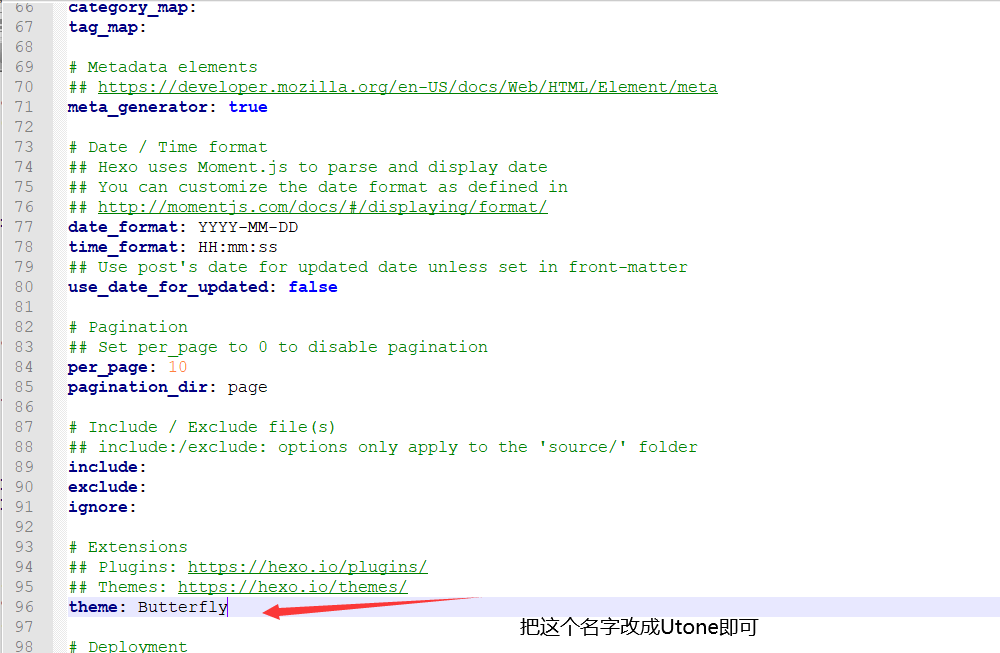 66 category_map:
67 tag_map:
68
69 # Metadata elements
70 ## https://developer.mozilla.org/en-US/docs/Web/HTML/Element/meta
71 meta_generator: true
72
73 # Date / Time format
74 ## Hexo uses Moment.js to parse and display date
75 ## You can customize the date format as defined in
76 ## http://momentjs.com/docs/#/displaying/format/
77 date_format: YYYY-MM-DD
78 time_format: HH:mm:ss
79 ## Use post's date for updated date unless set in front-matter
80 use_date_for_updated: false
81
82 # Pagination
83 ## Set per_page to 0 to disable pagination
84 per_page: 10
85 pagination_dir: page
86
87 # Include / Exclude file(s)
88 ## include:/exclude: options only apply to the 'source/' folder
89 include:
90 exclude:
91 ignore:
92
93 # Extensions
94 ## Plugins: https://hexo.io/plugins/
95 ## Themes: https://hexo.io/themes/
96 theme: Butterfly
97
把这个名字改成Utone即可
98 # Deployment